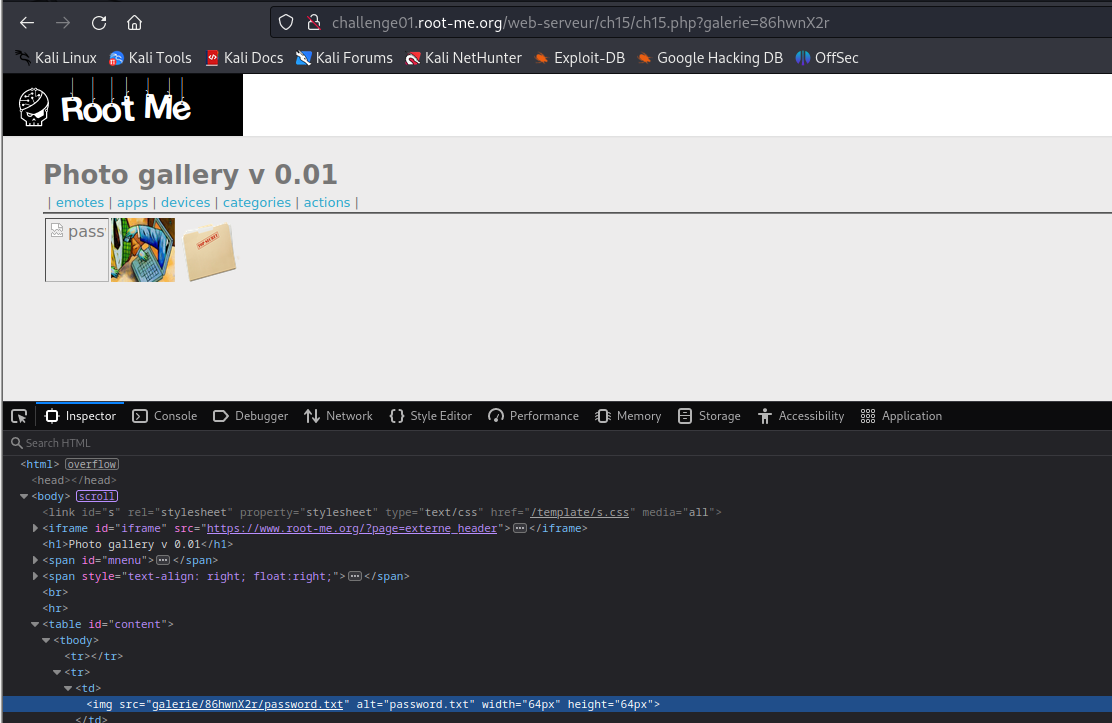 challenge01.root-me.org/web-serveur/ch15/ch15.php?galerie=86hwnX2r
Kali Linux Kali Tools Kali Docs Kali Forums Kali NetHunter Exploit-DB Google Hacking DB OffSec
Root Me
Photo gallery v 0.01
| emotes | apps | devices | categories | actions |
pass
TOP SECRET
Inspector Console Debugger Network Style Editor Performance Memory Storage Accessibility Application
Search HTML
<html> overflow
<head></head>
<body> scroll
<link id="s" rel="stylesheet" property="stylesheet" type="text/css" href="/template/s.css" media="all">
<iframe id="iframe" src="https://www.root-me.org/?page=externe_header"></iframe>
<h1>Photo gallery v 0.01</h1>
<span id="mnenu"></span>
<span style="text-align: right; float:right;"></span>
<br>
<hr>
<table id="content">
<tbody>
<tr></tr>
<tr>
<td>
<img src="galerie/86hwnX2r/password.txt" alt="password.txt" width="64px" height="64px">
</td>